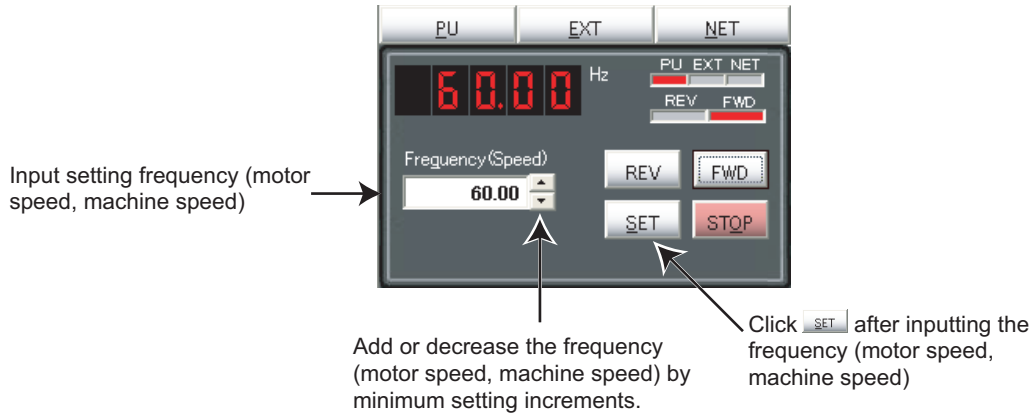 PU EXT NET
60.00 Hz
PU EXT NET
REV FWD
Frequency(Speed)
60.00
REV FWD
SET STOP
Input setting frequency (motor
speed, machine speed)
Add or decrease the frequency
(motor speed, machine speed) by
minimum setting increments.
Click SET after inputting the
frequency (motor speed,
machine speed)